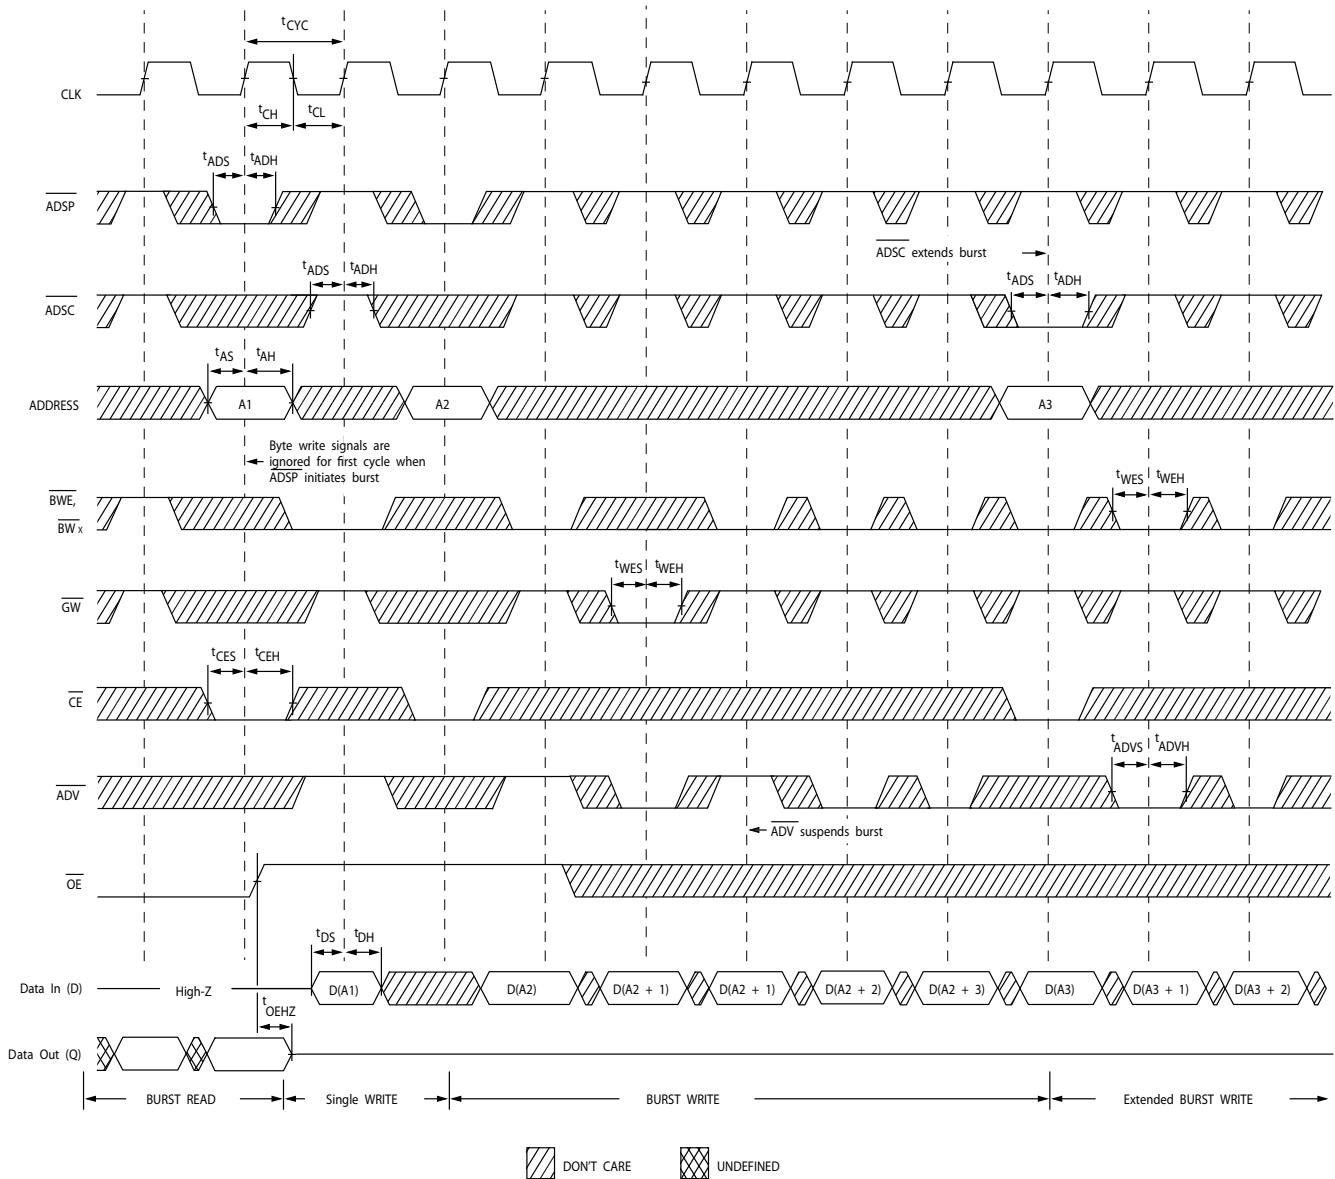 tCYC
CLK
tCH
tCL
tADS
tADH
ADSP
ADSC extends burst
tADS
tADH
tADS
tADH
ADSC
tAS
tAH
ADDRESS
A1
A2
A3
Byte write signals are
ignored for first cycle when
ADSP initiates burst
tWES
tWEH
BWE,
BW x
tWES
tWEH
GW
tCES
tCEH
CE
tADVS
tADVH
ADV
ADV suspends burst
OE
tDS
tDH
Data In (D)
High-Z
D(A1)
D(A2)
D(A2 + 1)
D(A2 + 1)
D(A2 + 2)
D(A2 + 3)
D(A3)
D(A3 + 1)
D(A3 + 2)
tOEHZ
Data Out (Q)
BURST READ
Single WRITE
BURST WRITE
Extended BURST WRITE
DON'T CARE
UNDEFINED